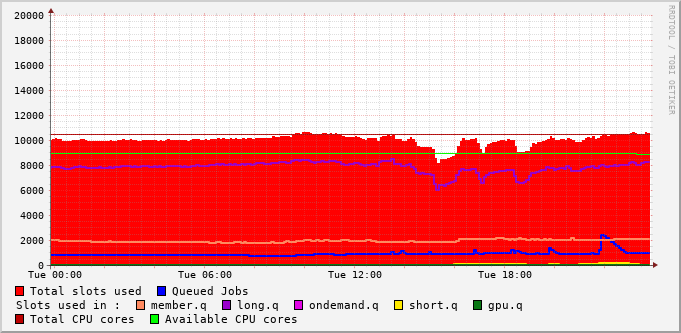 20000
18000
16000
14000
12000
10000
8000
6000
4000
2000
0
Tue 00:00 Tue 06:00 Tue 12:00 Tue 18:00
Total slots used Queued Jobs
Slots used in : member.q long.q ondemand.q short.q gpu.q
Total CPU cores Available CPU cores
RRDTOOL / TOBI OETIKER